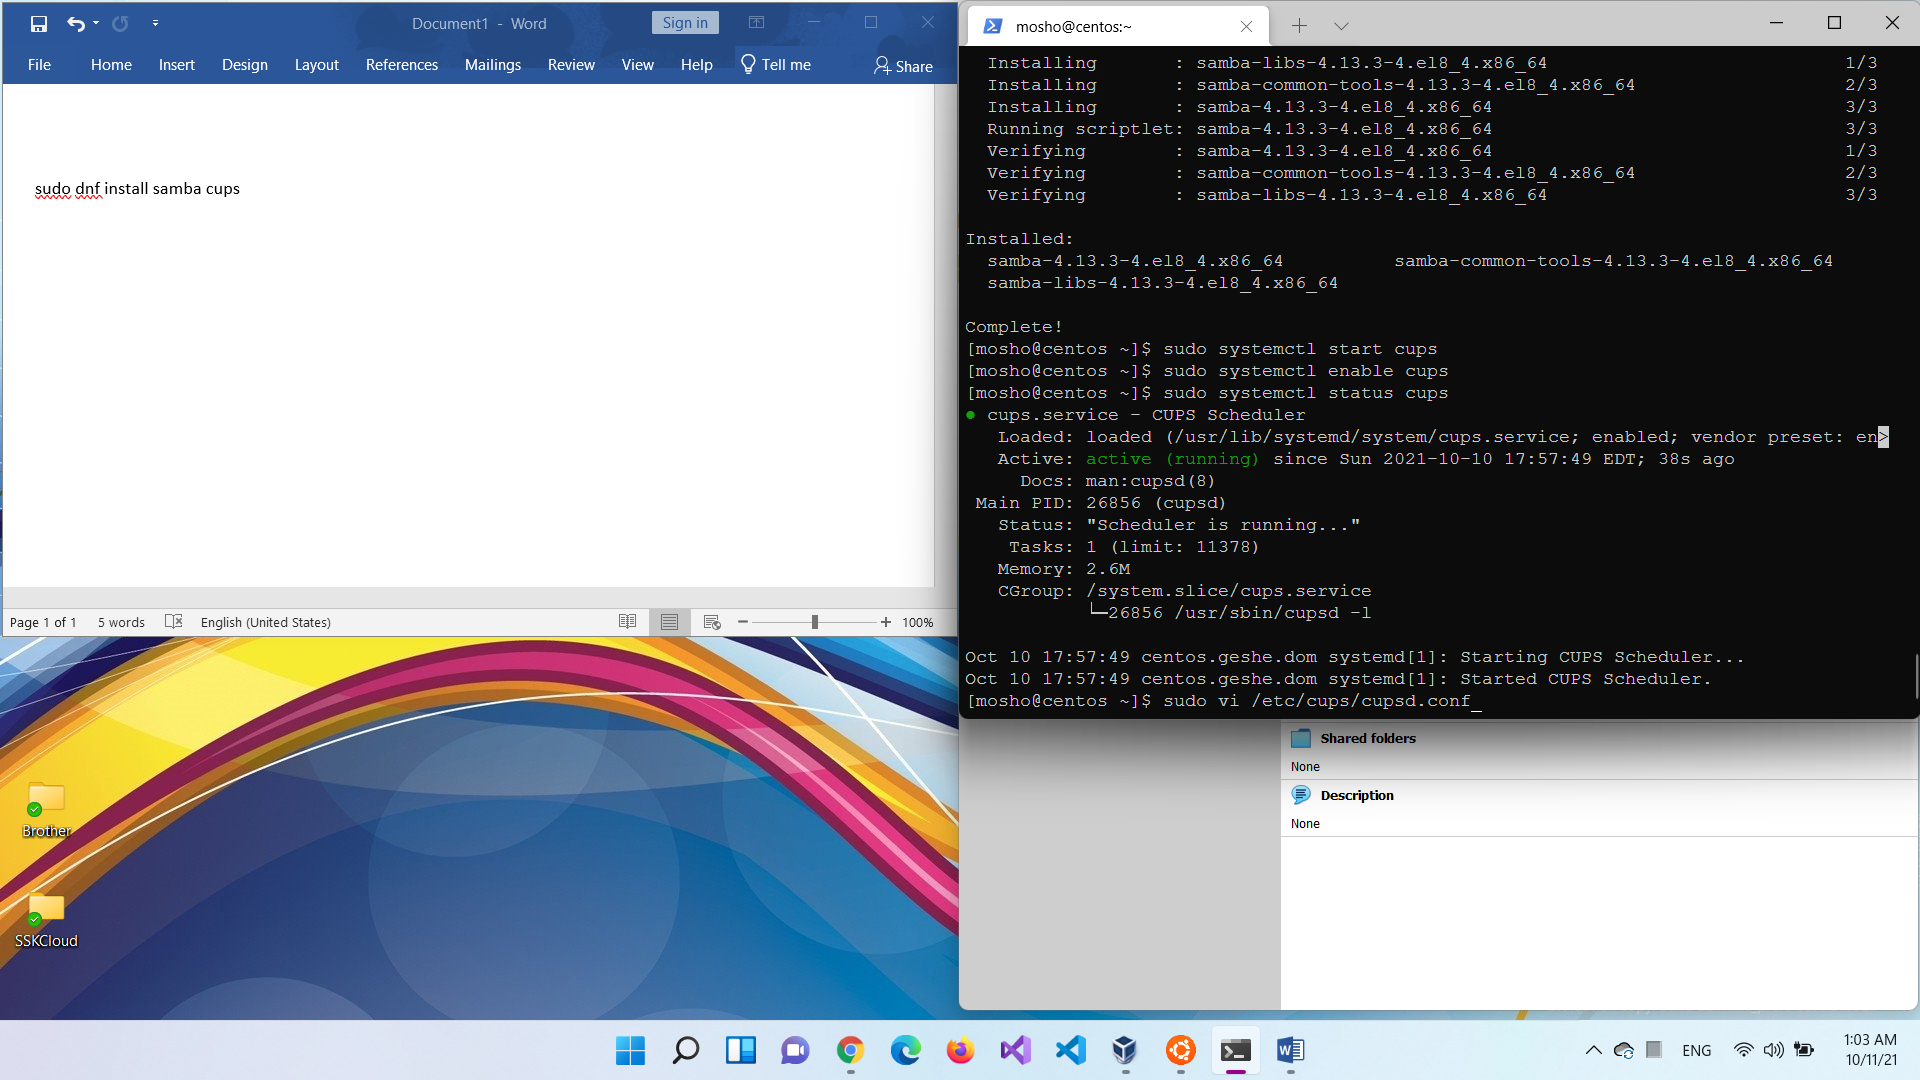 Document1 - Word
Sign in
File Home Insert Design Layout References Mailings Review View Help Tell me Share
sudo dnf install samba cups
Page 1 of 1 5 words English (United States) 100%
mosho@centos:~
Installing : samba-libs-4.13.3-4.el8_4.x86_64 1/3
Installing : samba-common-tools-4.13.3-4.el8_4.x86_64 2/3
Installing : samba-4.13.3-4.el8_4.x86_64 3/3
Running scriptlet: samba-4.13.3-4.el8_4.x86_64 3/3
Verifying : samba-4.13.3-4.el8_4.x86_64 1/3
Verifying : samba-common-tools-4.13.3-4.el8_4.x86_64 2/3
Verifying : samba-libs-4.13.3-4.el8_4.x86_64 3/3
Installed:
samba-4.13.3-4.el8_4.x86_64 samba-common-tools-4.13.3-4.el8_4.x86_64
samba-libs-4.13.3-4.el8_4.x86_64
Complete!
[mosho@centos ~]$ sudo systemctl start cups
[mosho@centos ~]$ sudo systemctl enable cups
[mosho@centos ~]$ sudo systemctl status cups
● cups.service - CUPS Scheduler
Loaded: loaded (/usr/lib/systemd/system/cups.service; enabled; vendor preset: en>
Active: active (running) since Sun 2021-10-10 17:57:49 EDT; 38s ago
Docs: man:cupsd(8)
Main PID: 26856 (cupsd)
Status: "Scheduler is running..."
Tasks: 1 (limit: 11378)
Memory: 2.6M
CGroup: /system.slice/cups.service
└─26856 /usr/sbin/cupsd -l
Oct 10 17:57:49 centos.geshe.dom systemd[1]: Starting CUPS Scheduler...
Oct 10 17:57:49 centos.geshe.dom systemd[1]: Started CUPS Scheduler.
[mosho@centos ~]$ sudo vi /etc/cups/cupsd.conf_
Shared folders
None
Description
None
Brother
SSKCloud
ENG
1:03 AM
10/11/21